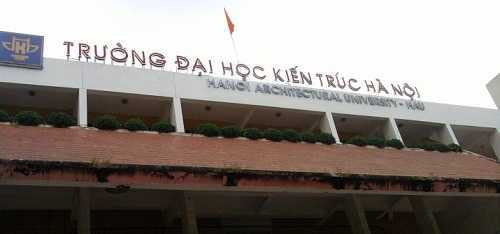 TRƯỜNG ĐẠI HỌC KIẾN TRÚC HÀ NỘI
HANOI ARCHITECTURAL UNIVERSITY - HAU